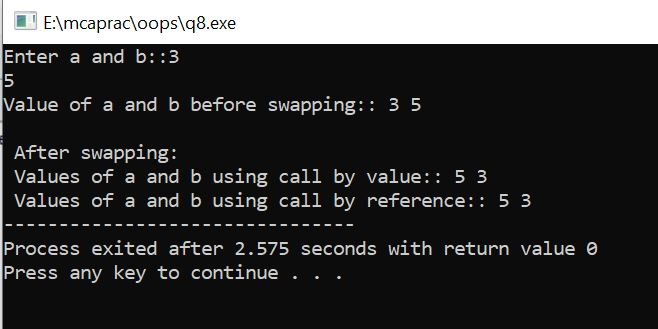 E:\mcaprac\oops\q8.exe
Enter a and b::3
5
Value of a and b before swapping:: 3 5
After swapping:
Values of a and b using call by value:: 5 3
Values of a and b using call by reference:: 5 3
--------------------------------
Process exited after 2.575 seconds with return value 0
Press any key to continue . . .